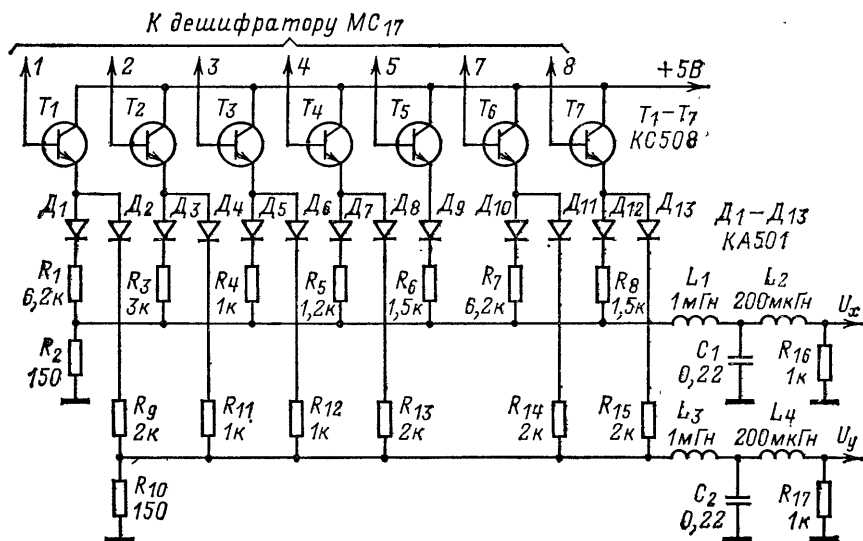 К дешифратору МС17
1 2 3 4 5 7 8 +5В
T1 T2 T3 T4 T5 T6 T7 T1–T7
КС508
Д1 Д2 Д3 Д4 Д5 Д6 Д7 Д8 Д9 Д10 Д11 Д12 Д13 Д1–Д13
КА501
R1 6,2к
R3 3к
R4 1к
R5 1,2к
R6 1,5к
R7 6,2к
R8 1,5к
L1 1мГн
L2 200мкГн
Ux
R2 150
C1 0,22
R16 1к
R9 2к
R11 1к
R12 1к
R13 2к
R14 2к
R15 2к
L3 1мГн
L4 200мкГн
Uy
R10 150
C2 0,22
R17 1к